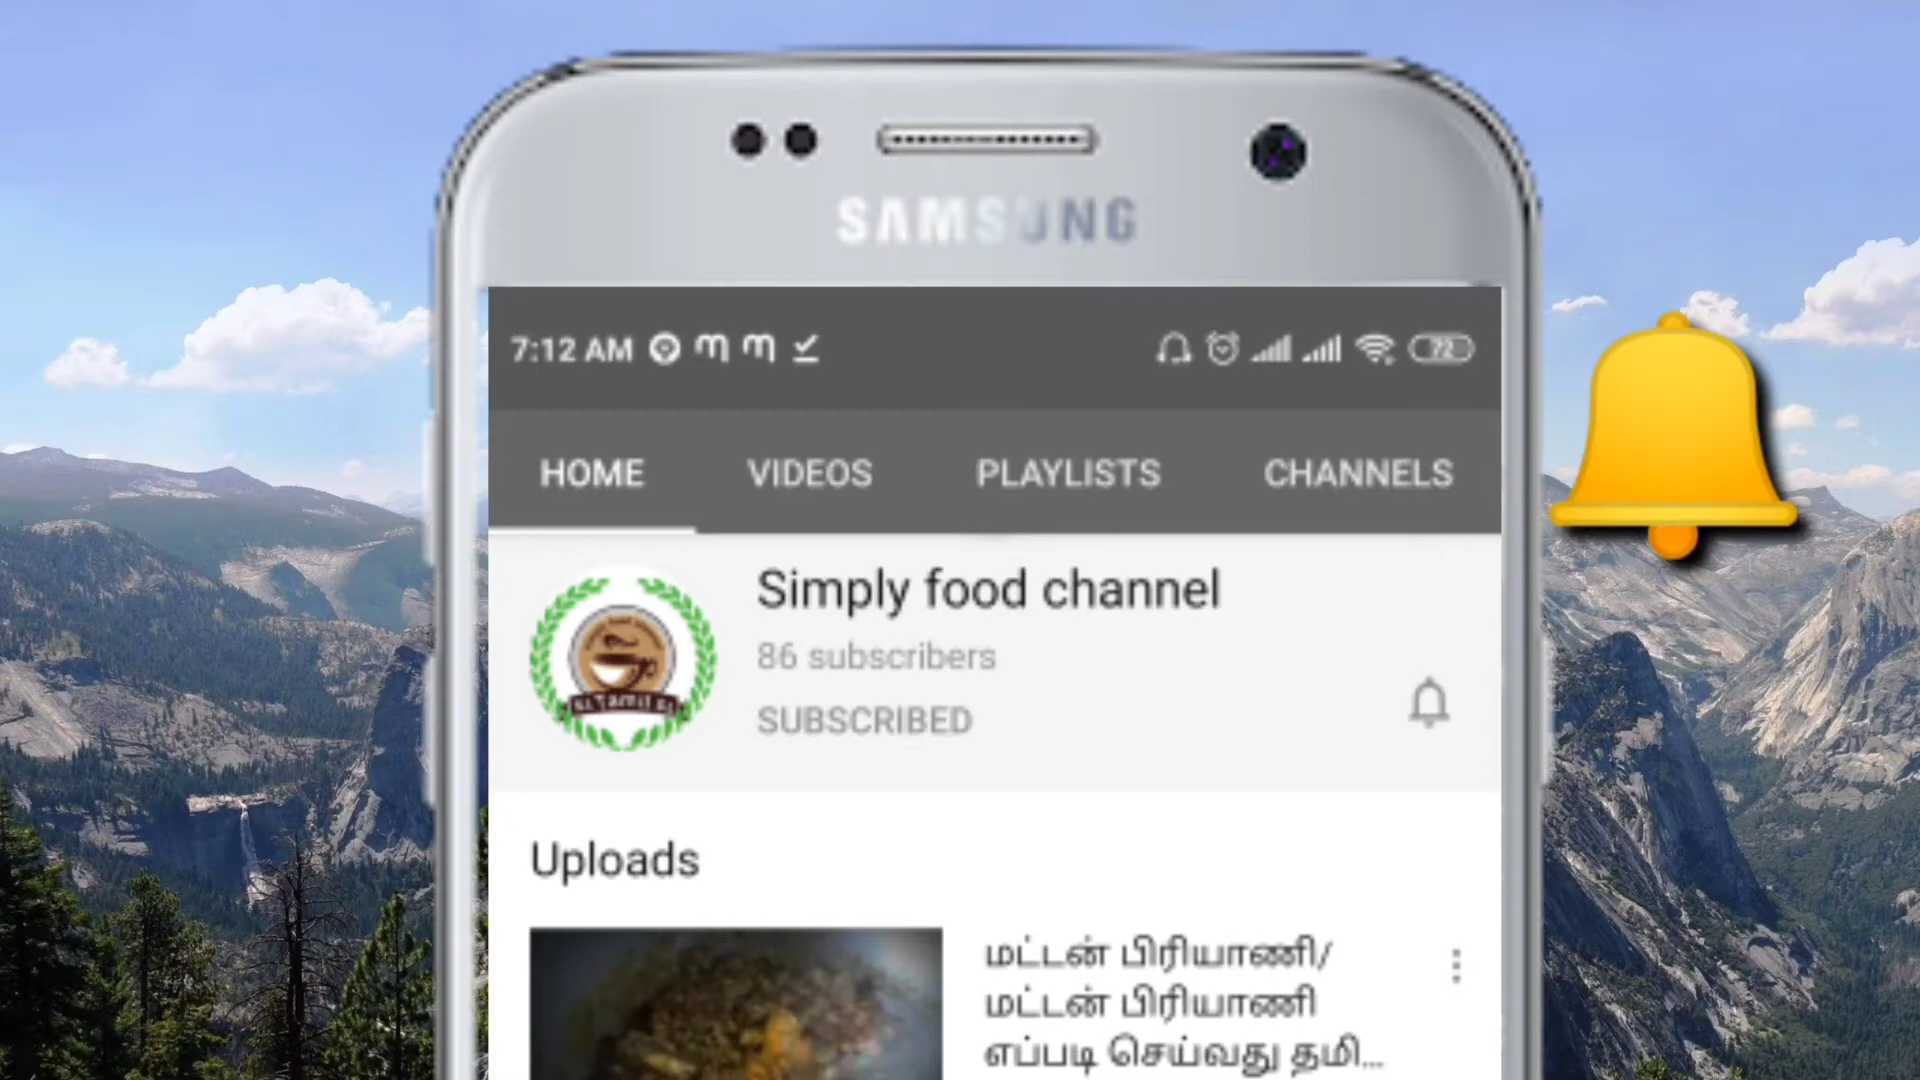 SAMSUNG
7:12 AM
72
HOME VIDEOS PLAYLISTS CHANNELS
Simply food channel
86 subscribers
SUBSCRIBED
Uploads
மட்டன் பிரியாணி/
மட்டன் பிரியாணி
எப்படி செய்வது தமி...